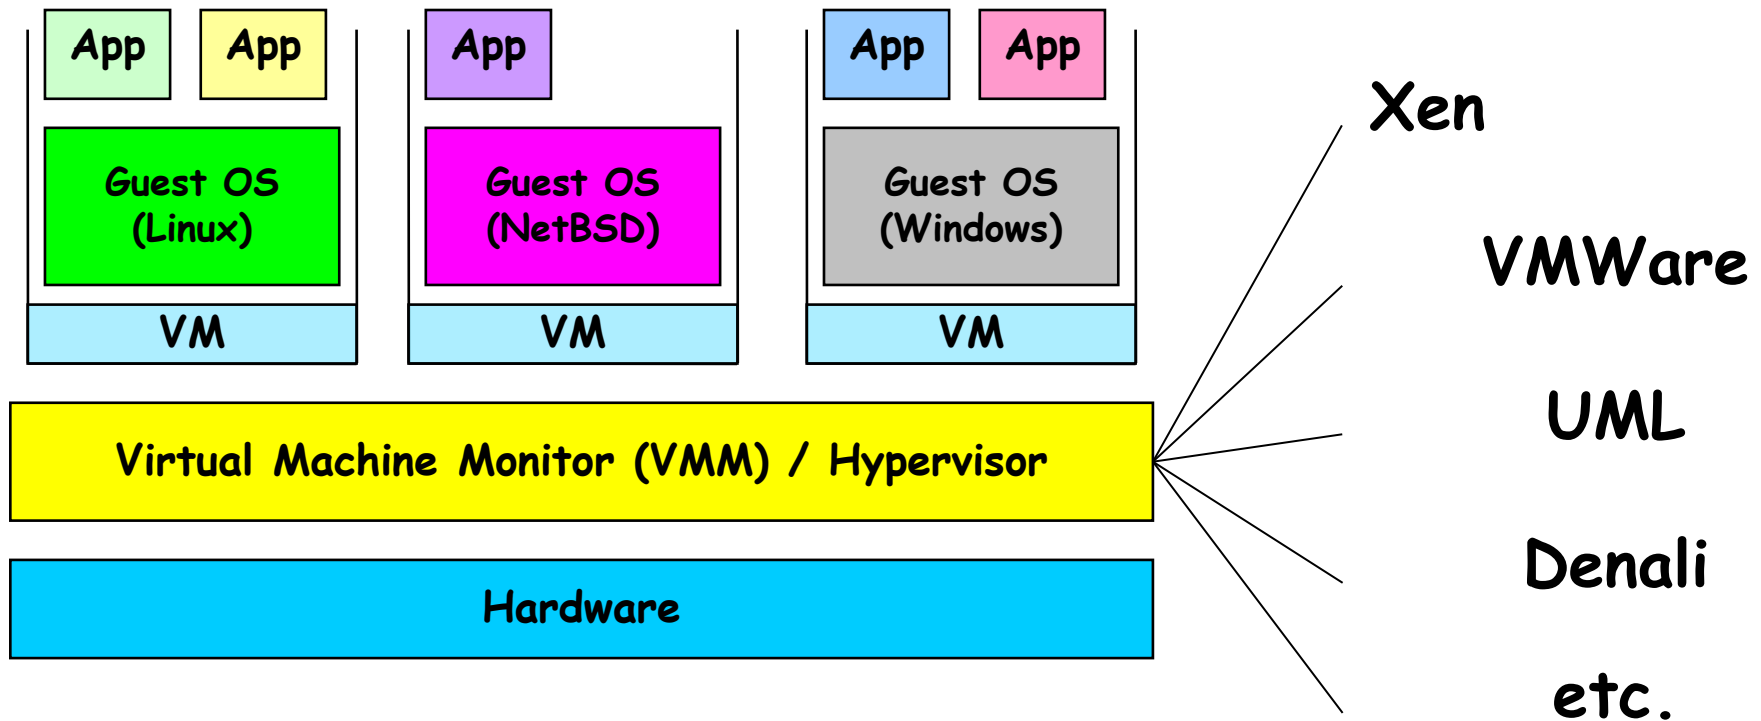 App
App
App
App
App
Guest OS
(Linux)
Guest OS
(NetBSD)
Guest OS
(Windows)
VM
VM
VM
Virtual Machine Monitor (VMM) / Hypervisor
Hardware
Xen
VMWare
UML
Denali
etc.